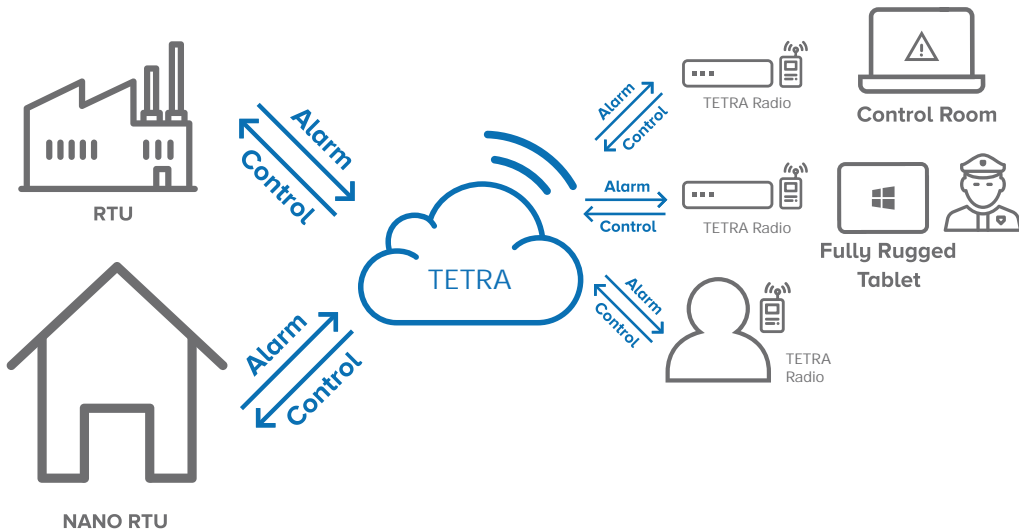 Alarm
Control
RTU
Alarm
Control
NANO RTU
TETRA
Alarm
Control
TETRA Radio
Control Room
Alarm
Control
TETRA Radio
Fully Rugged
Tablet
Alarm
Control
TETRA
Radio